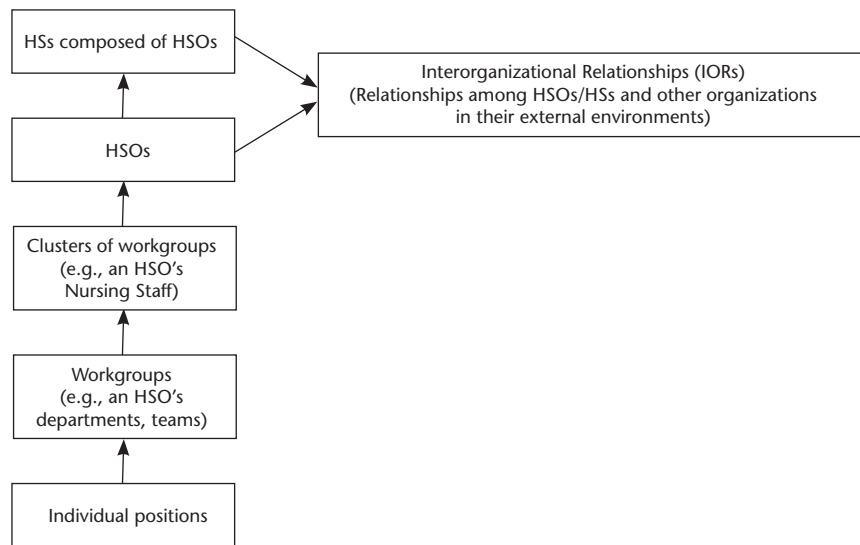 HSs composed of HSOs
Interorganizational Relationships (IORs)
(Relationships among HSOs/HSs and other organizations
in their external environments)
HSOs
Clusters of workgroups
(e.g., an HSO’s
Nursing Staff)
Workgroups
(e.g., an HSO’s
departments, teams)
Individual positions